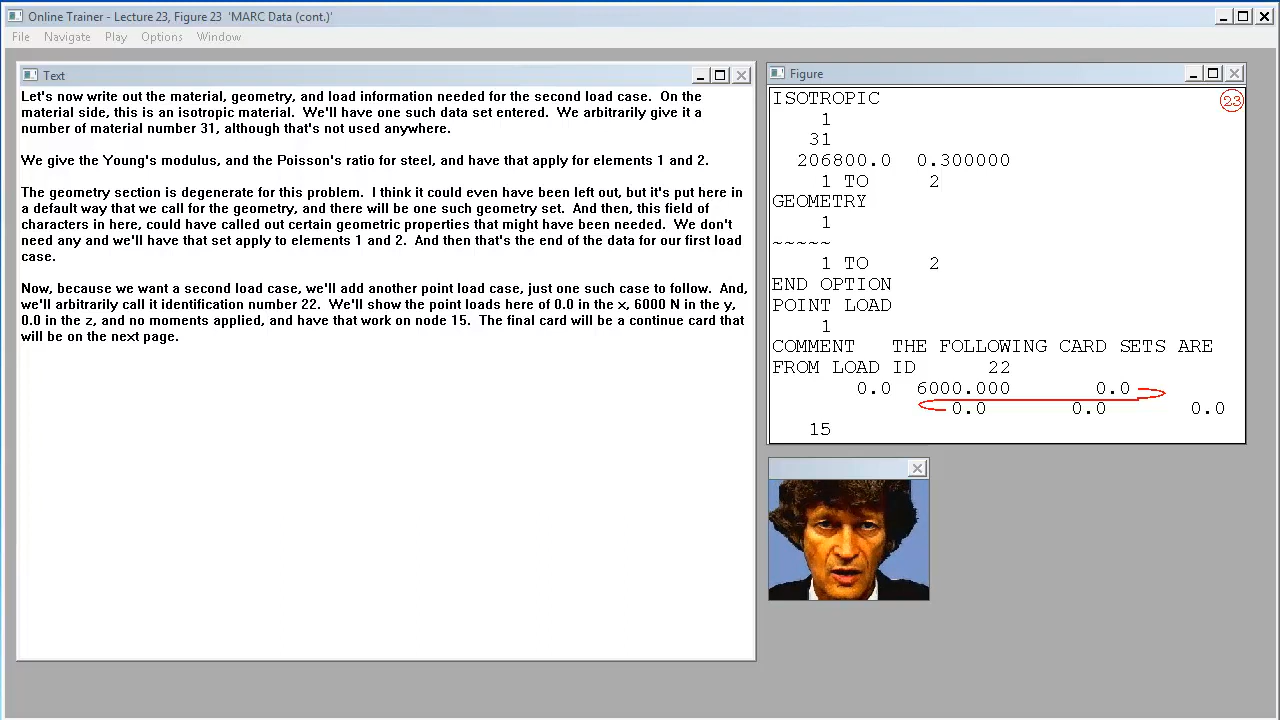 Online Trainer - Lecture 23, Figure 23 'MARC Data (cont.)'
File Navigate Play Options Window
Text
Let's now write out the material, geometry, and load information needed for the second load case. On the
material side, this is an isotropic material. We'll have one such data set entered. We arbitrarily give it a
number of material number 31, although that's not used anywhere.
We give the Young's modulus, and the Poisson's ratio for steel, and have that apply for elements 1 and 2.
The geometry section is degenerate for this problem. I think it could even have been left out, but it's put here in
a default way that we call for the geometry, and there will be one such geometry set. And then, this field of
characters in here, could have called out certain geometric properties that might have been needed. We don't
need any and we'll have that set apply to elements 1 and 2. And then that's the end of the data for our first load
case.
Now, because we want a second load case, we'll add another point load case, just one such case to follow. And,
we'll arbitrarily call it identification number 22. We'll show the point loads here of 0.0 in the x, 6000 N in the y,
0.0 in the z, and no moments applied, and have that work on node 15. The final card will be a continue card that
will be on the next page.
Figure
23
ISOTROPIC
1
31
206800.0 0.300000
1 TO 2
GEOMETRY
1
~~~~~
1 TO 2
END OPTION
POINT LOAD
1
COMMENT THE FOLLOWING CARD SETS ARE
FROM LOAD ID 22
0.0 6000.000 0.0
0.0 0.0 0.0
15